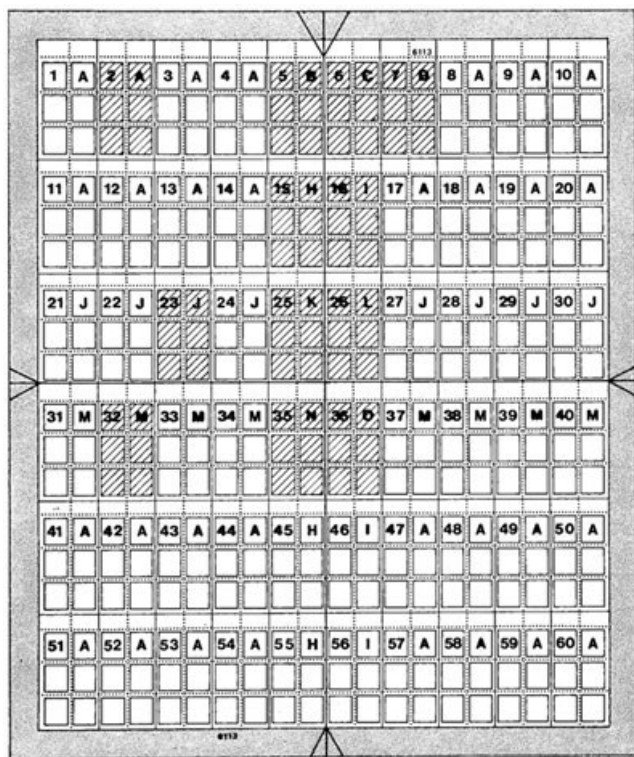 6113
1 A 2 A 3 A 4 A 5 B 6 C 7 G 8 A 9 A 10 A
11 A 12 A 13 A 14 A 15 H 16 I 17 A 18 A 19 A 20 A
21 J 22 J 23 J 24 J 25 K 26 L 27 J 28 J 29 J 30 J
31 M 32 M 33 M 34 M 35 N 36 O 37 M 38 M 39 M 40 M
41 A 42 A 43 A 44 A 45 H 46 I 47 A 48 A 49 A 50 A
51 A 52 A 53 A 54 A 55 H 56 I 57 A 58 A 59 A 60 A
6113